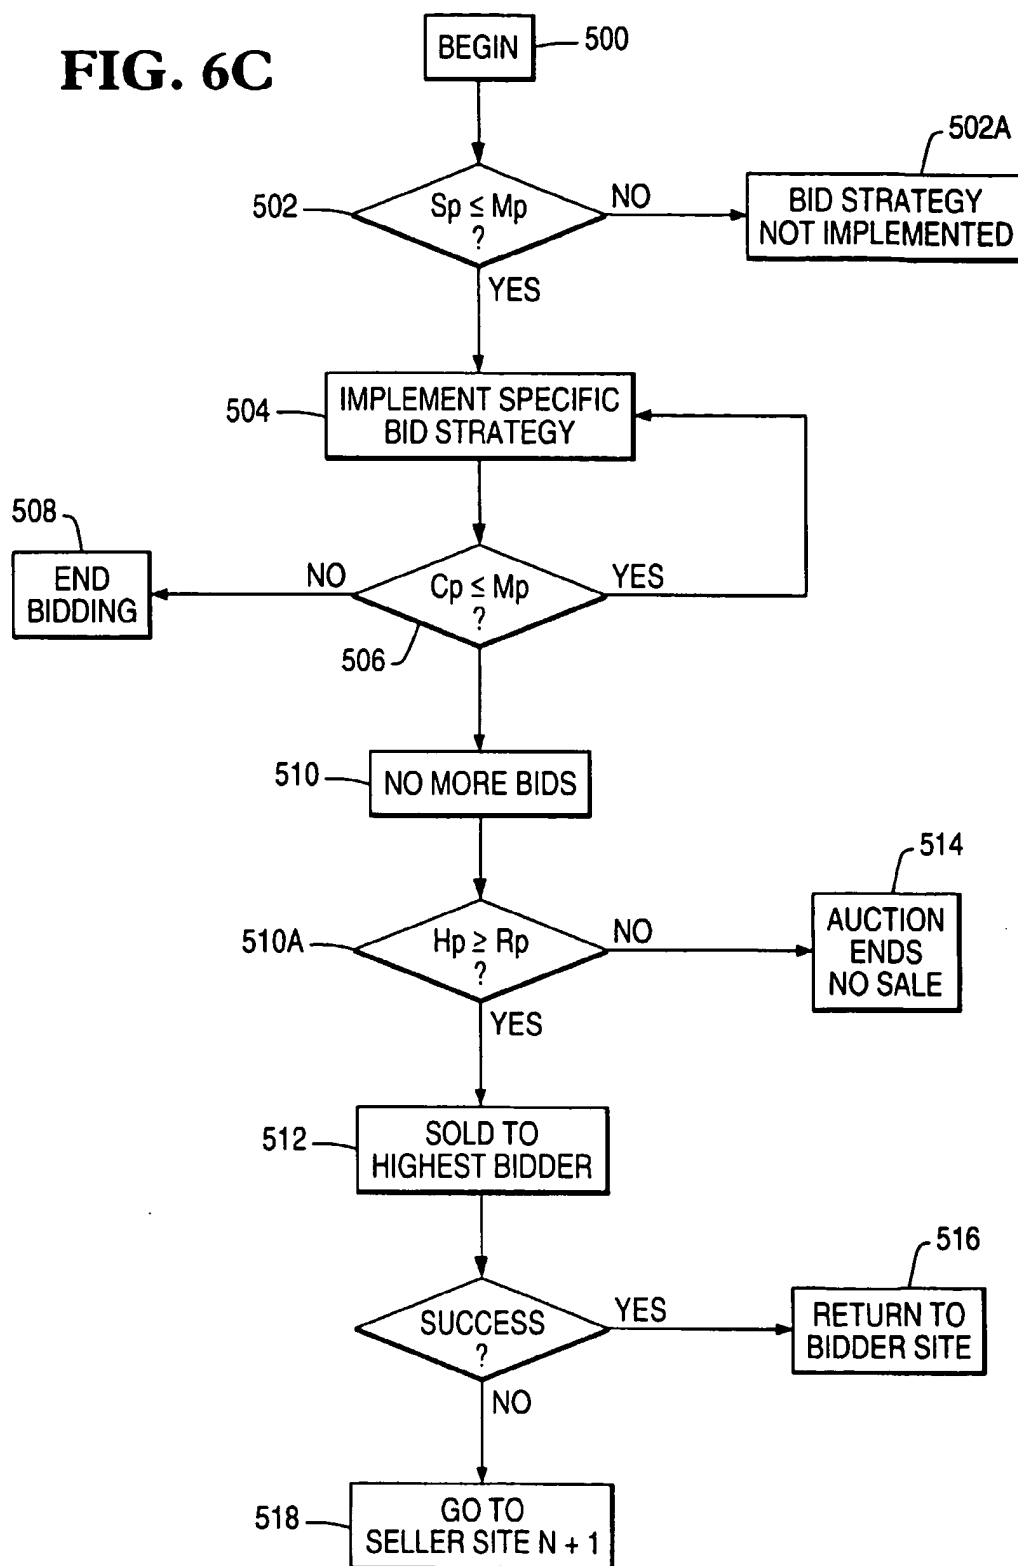 FIG. 6C
BEGIN
500
502
Sp ≤ Mp
?
NO
502A
BID STRATEGY
NOT IMPLEMENTED
YES
504
IMPLEMENT SPECIFIC
BID STRATEGY
508
END
BIDDING
NO
Cp ≤ Mp
?
YES
506
510
NO MORE BIDS
510A
Hp ≥ Rp
?
NO
514
AUCTION
ENDS
NO SALE
YES
512
SOLD TO
HIGHEST BIDDER
SUCCESS
?
YES
516
RETURN TO
BIDDER SITE
NO
518
GO TO
SELLER SITE N + 1